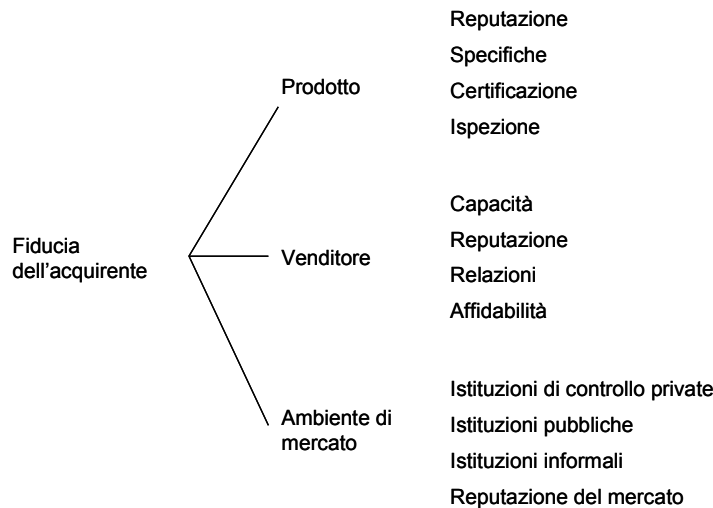 Reputazione
Specifiche
Prodotto
Certificazione
Ispezione
Capacità
Fiducia
dell'acquirente
Venditore
Reputazione
Relazioni
Affidabilità
Ambiente di
mercato
Istituzioni di controllo private
Istituzioni pubbliche
Istituzioni informali
Reputazione del mercato